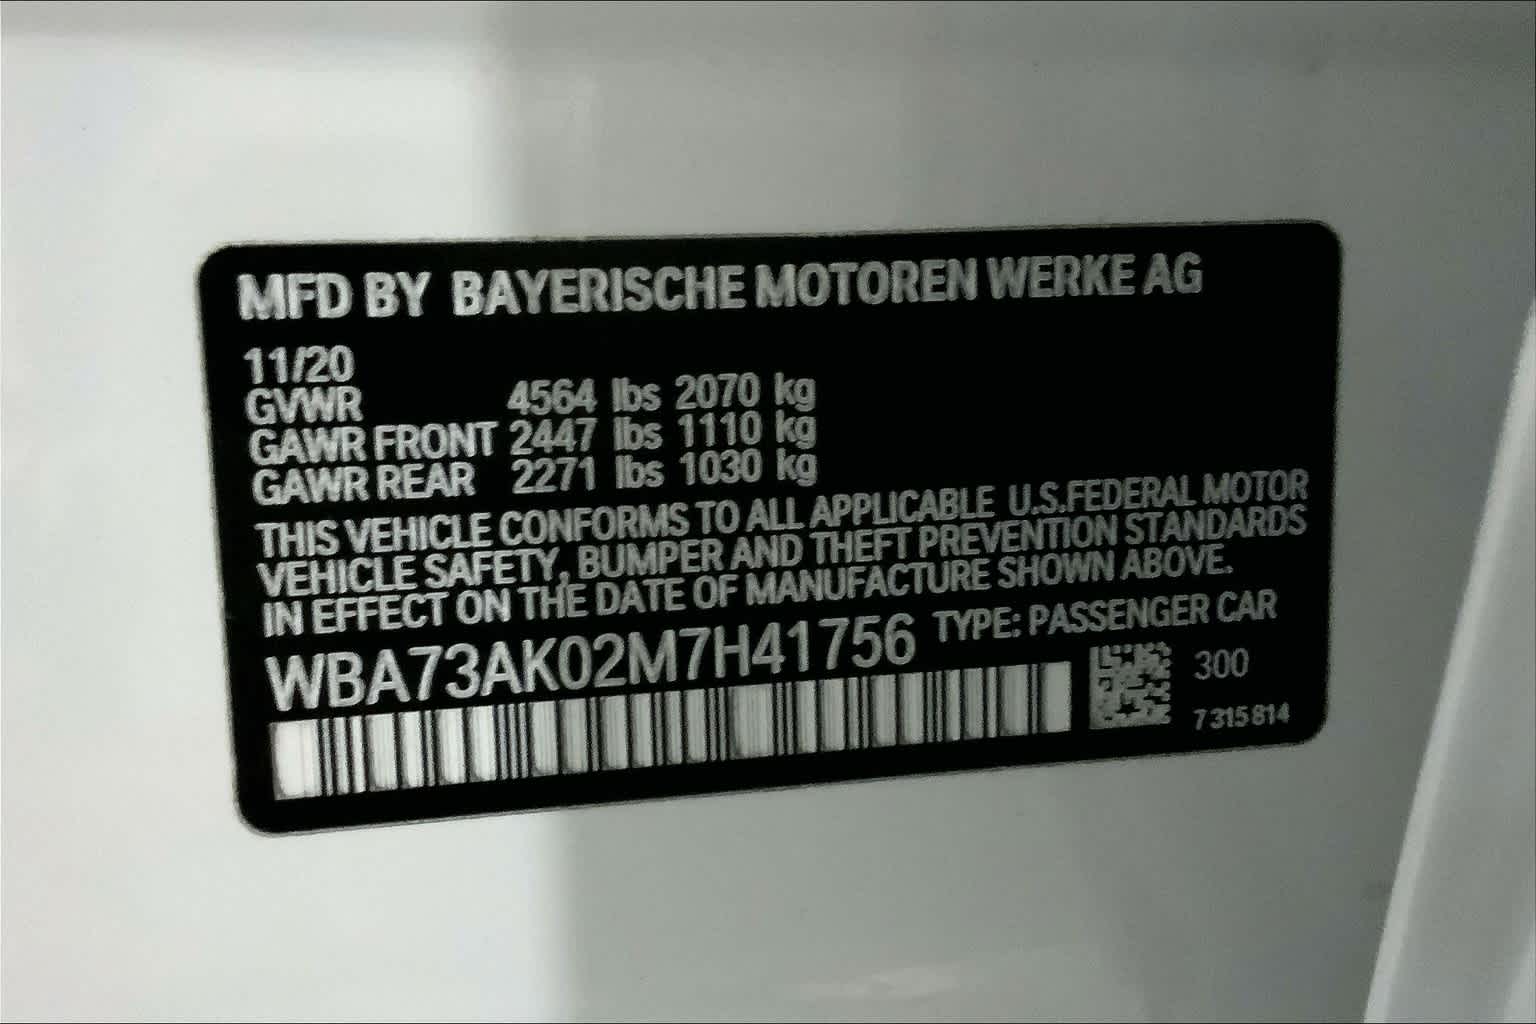 MFD BY BAYERISCHE MOTOREN WERKE AG
11/20
GVWR 4564 lbs 2070 kg
GAWR FRONT 2447 lbs 1110 kg
GAWR REAR 2271 lbs 1030 kg
THIS VEHICLE CONFORMS TO ALL APPLICABLE U.S.FEDERAL MOTOR
VEHICLE SAFETY, BUMPER AND THEFT PREVENTION STANDARDS
IN EFFECT ON THE DATE OF MANUFACTURE SHOWN ABOVE.
WBA73AK02M7H41756 TYPE: PASSENGER CAR
300
7 315 814